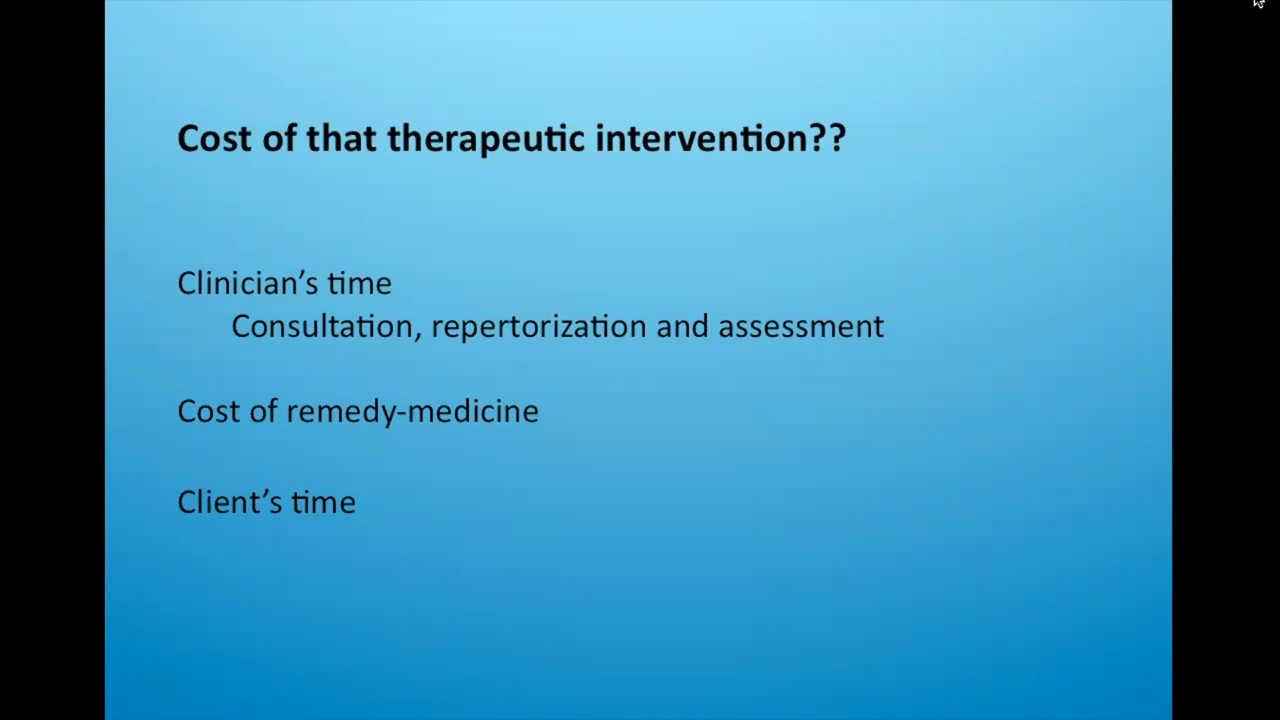 Cost of that therapeutic intervention??
Clinician’s time
Consultation, repertorization and assessment
Cost of remedy-medicine
Client’s time